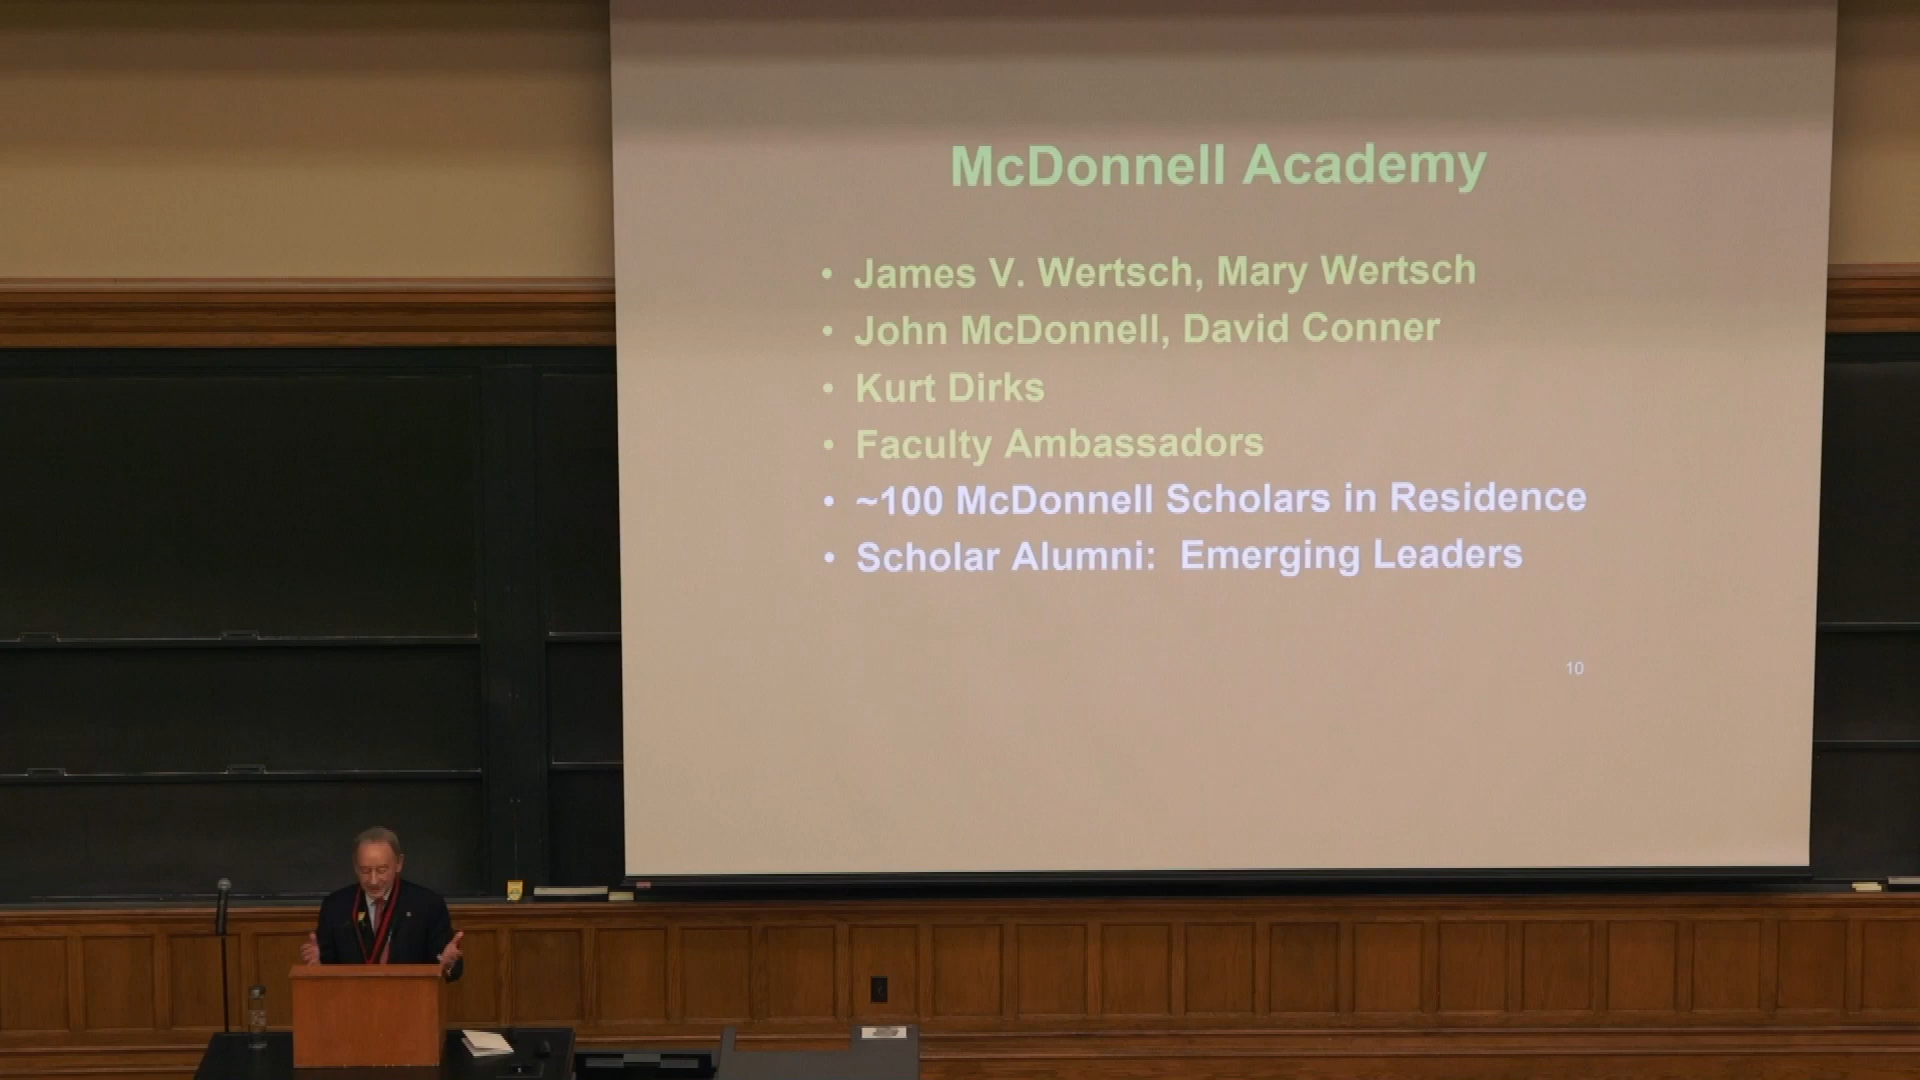 McDonnell Academy
• James V. Wertsch, Mary Wertsch
• John McDonnell, David Conner
• Kurt Dirks
• Faculty Ambassadors
• ~100 McDonnell Scholars in Residence
• Scholar Alumni: Emerging Leaders
10